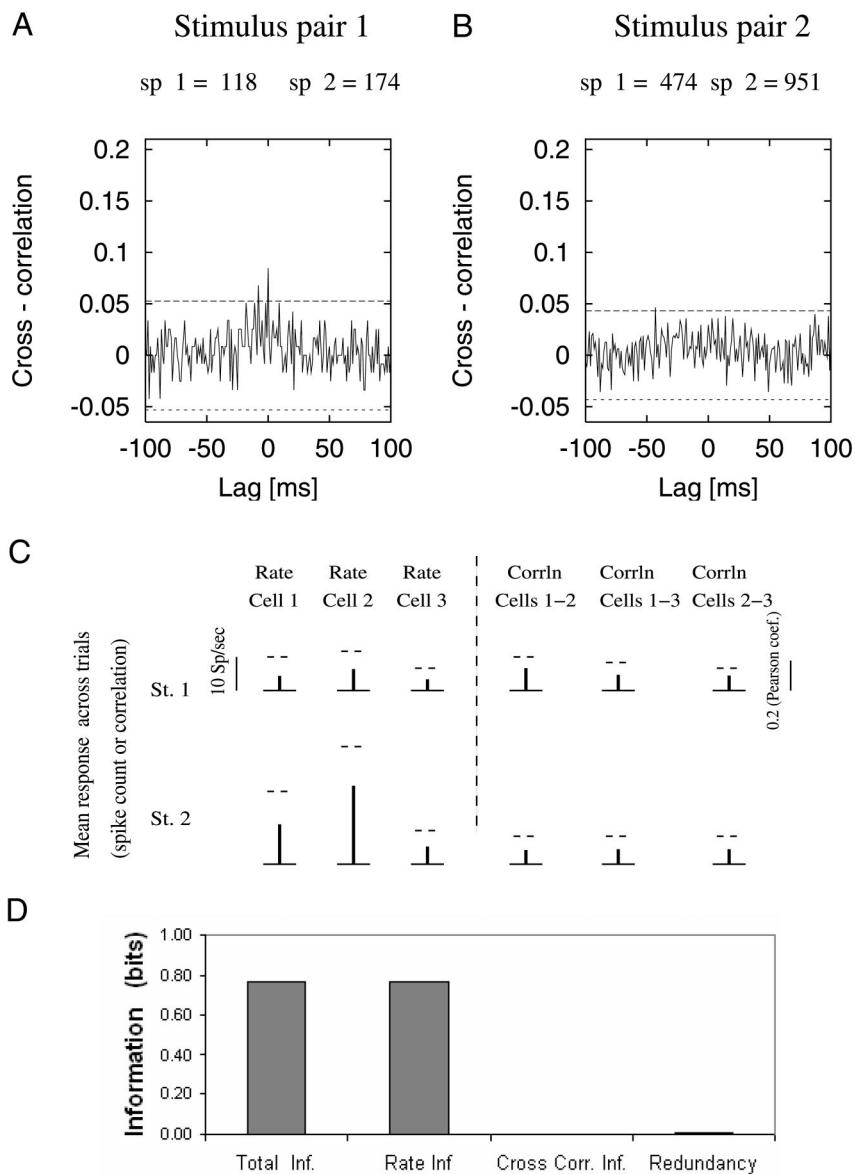 A
Stimulus pair 1
sp 1 = 118 sp 2 = 174
0.2
0.15
0.1
0.05
0
-0.05
Cross - correlation
-100 -50 0 50 100
Lag [ms]
B
Stimulus pair 2
sp 1 = 474 sp 2 = 951
0.2
0.15
0.1
0.05
0
-0.05
Cross - correlation
-100 -50 0 50 100
Lag [ms]
C
Rate Rate Rate Corrln Corrln Corrln
Cell 1 Cell 2 Cell 3 Cells 1-2 Cells 1-3 Cells 2-3
Mean response across trials
(spike count or correlation)
St. 1
10 Sp/sec
0.2 (Pearson coef.)
St. 2
D
Information (bits)
1.00
0.80
0.60
0.40
0.20
0.00
Total Inf. Rate Inf Cross Corr. Inf. Redundancy